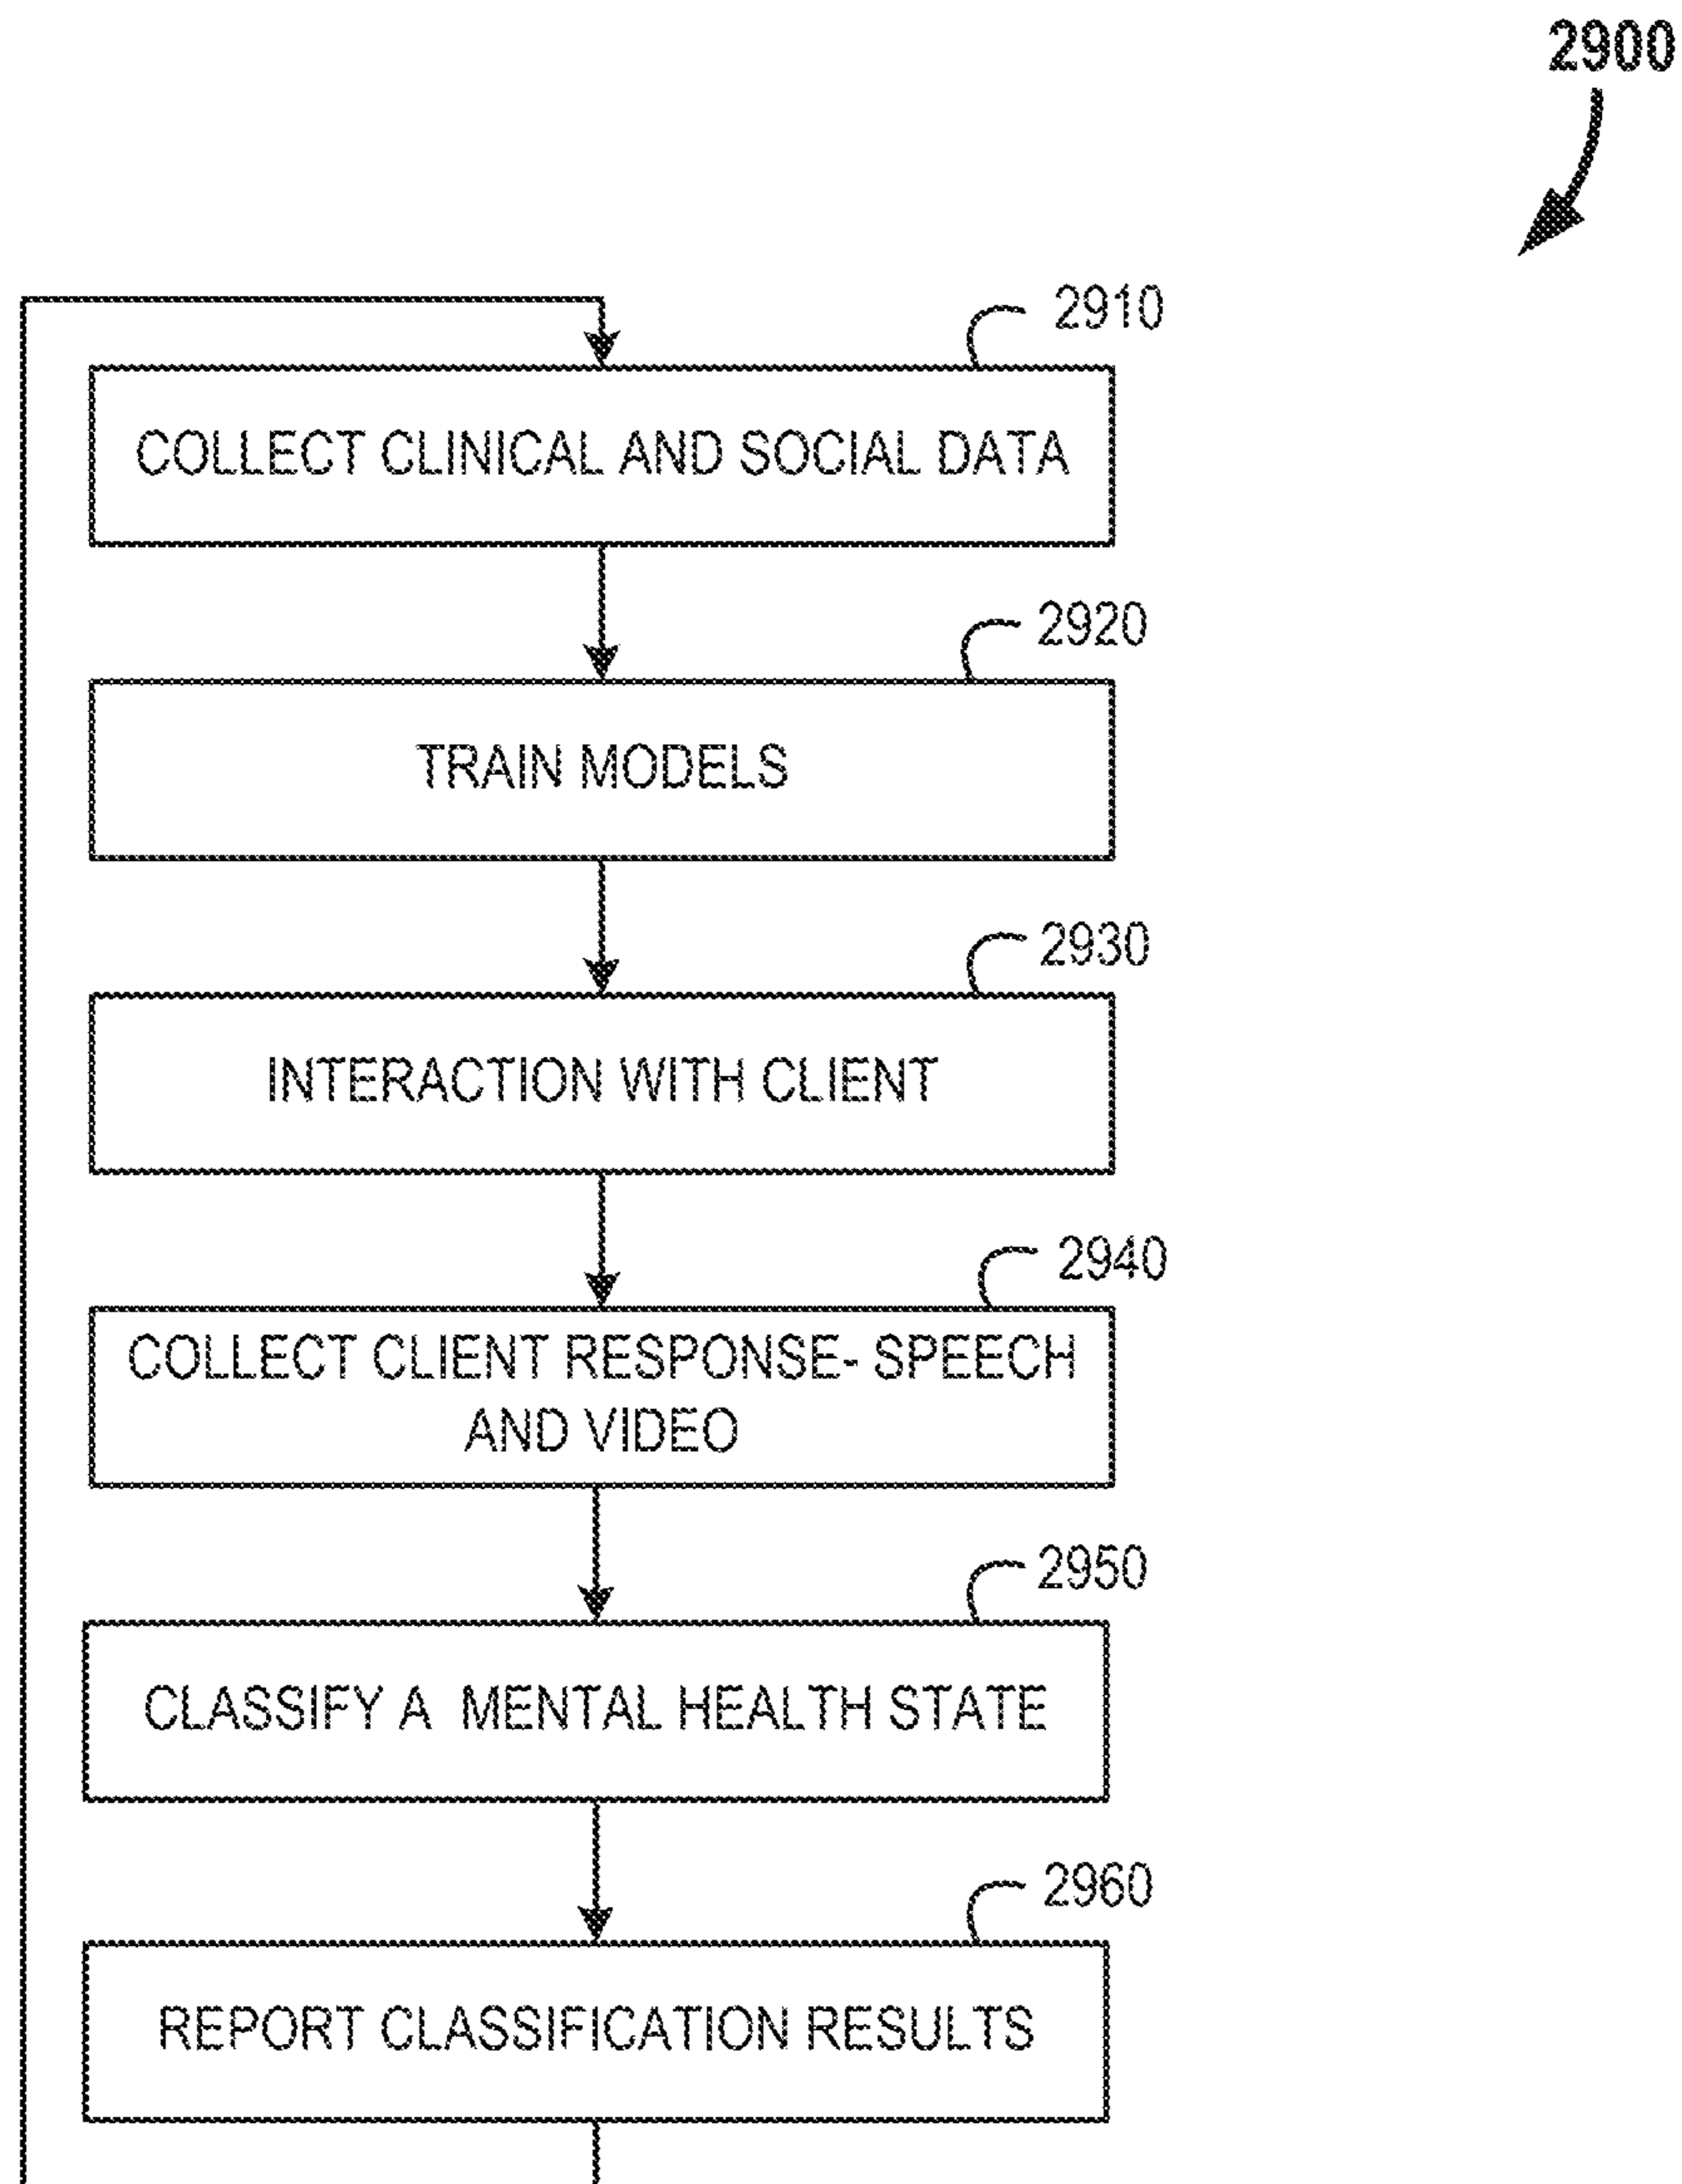 2900
2910
COLLECT CLINICAL AND SOCIAL DATA
2920
TRAIN MODELS
2930
INTERACTION WITH CLIENT
2940
COLLECT CLIENT RESPONSE- SPEECH
AND VIDEO
2950
CLASSIFY A MENTAL HEALTH STATE
2960
REPORT CLASSIFICATION RESULTS